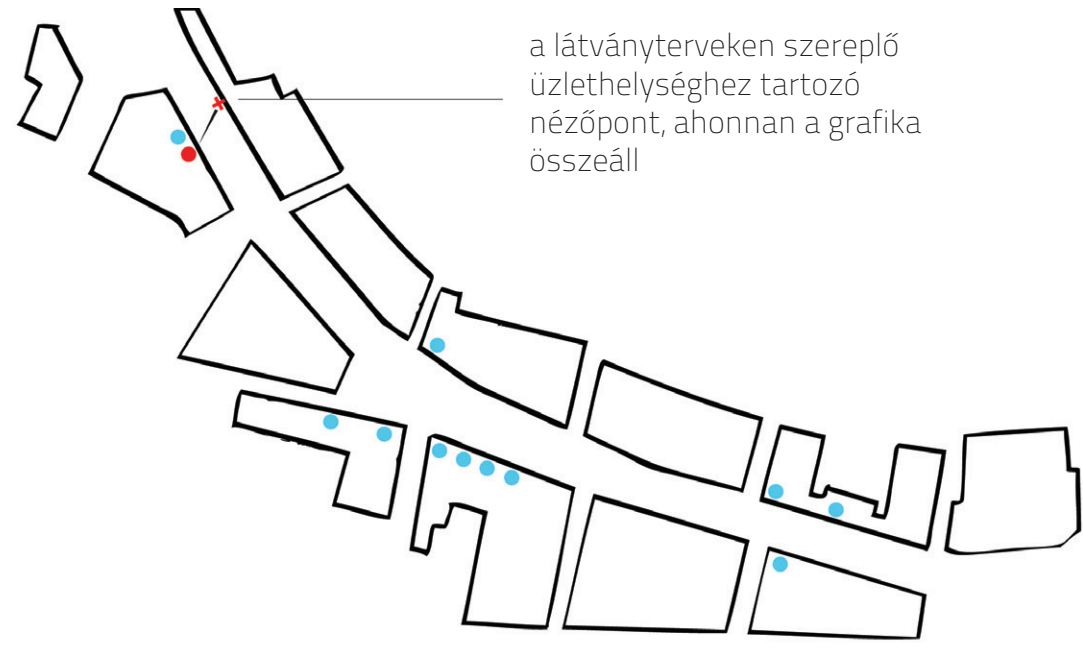 a látványterveken szereplő
üzlethelységhez tartozó
nézőpont, ahonnan a grafika
összeáll